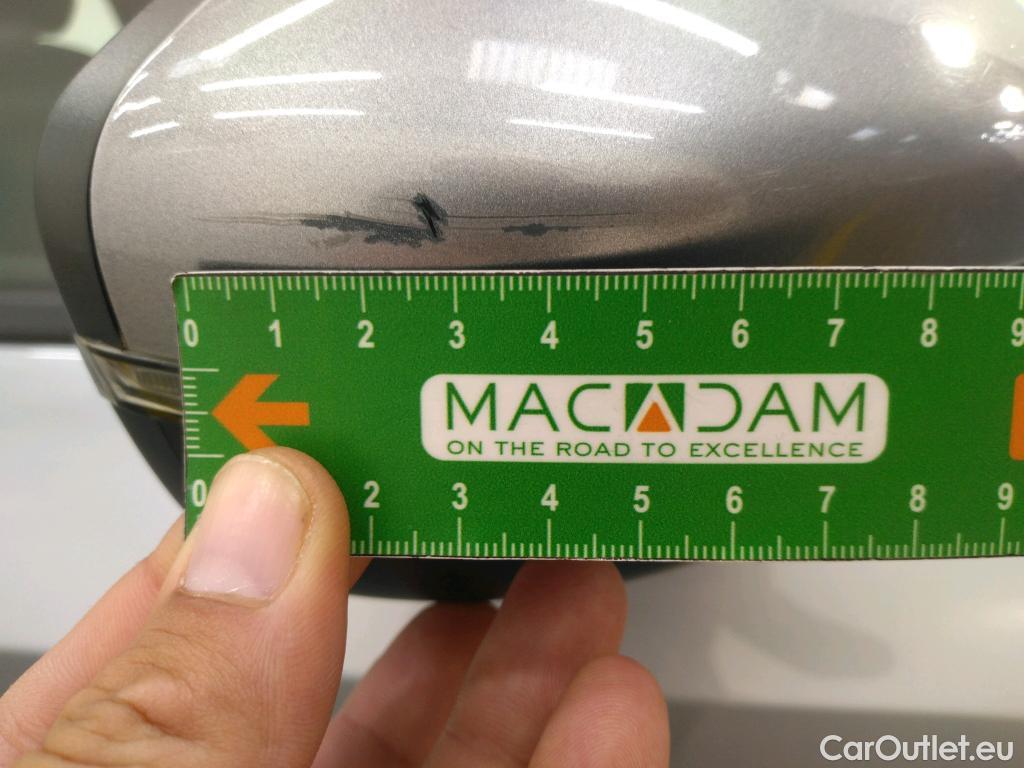 0 1 2 3 4 5 6 7 8 9
MACADAM
ON THE ROAD TO EXCELLENCE
0 2 3 4 5 6 7 8 9
CarOutlet.eu